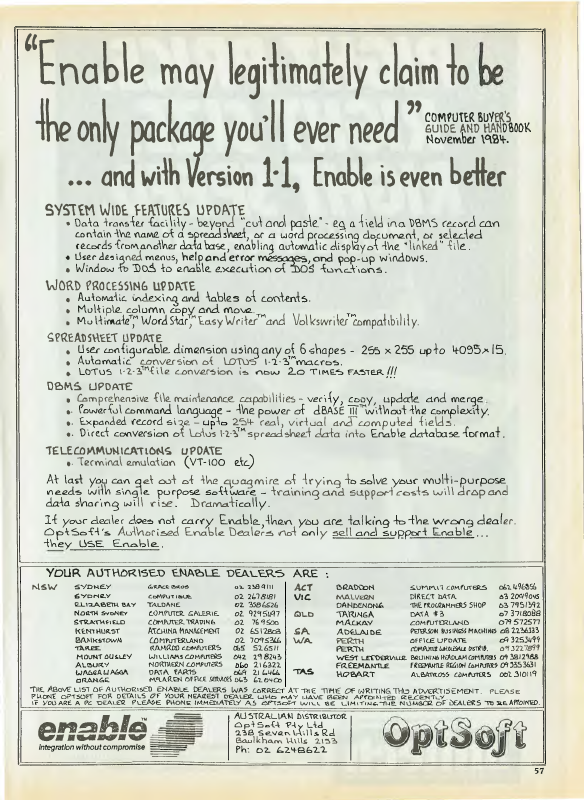 "Enable may legitimately claim to be
the only package you'll ever need"
COMPUTER BUYER'S
GUIDE AND HANDBOOK
November 1984.
... and with Version 1·1, Enable is even better
SYSTEM WIDE FEATURES UPDATE
• Data transfer facility - beyond "cut and paste" - eg a field in a DBMS record can
contain the name of a spreadsheet, or a word processing document, or selected
records from another data base, enabling automatic display of the "linked" file.
• User designed menus, help and error messages, and pop-up windows.
• Window to DOS to enable execution of DOS functions.
WORD PROCESSING UPDATE
• Automatic indexing and tables of contents.
• Multiple column copy and move.
• Multimate,™ WordStar,™ EasyWriter™ and Volkswriter™ compatibility.
SPREADSHEET UPDATE
• User configurable dimension using any of 6 shapes - 255 x 255 up to 4095 x 15.
• Automatic conversion of LOTUS 1-2-3™ macros.
• LOTUS 1-2-3™ file conversion is now 20 TIMES FASTER!!!
DBMS UPDATE
• Comprehensive file maintenance capabilities - verify, copy, update and merge.
• Powerful command language - the power of dBASE III™ without the complexity.
• Expanded record size - up to 254 real, virtual and computed fields.
• Direct conversion of Lotus 1-2-3™ spreadsheet data into Enable database format.
TELECOMMUNICATIONS UPDATE
• Terminal emulation (VT-100 etc)
At last you can get out of the quagmire of trying to solve your multi-purpose
needs with single purpose software - training and support costs will drop and
data sharing will rise. Dramatically.
If your dealer does not carry Enable, then you are talking to the wrong dealer.
OptSoft's Authorised Enable Dealers not only sell and support Enable...
they USE Enable.
YOUR AUTHORISED ENABLE DEALERS ARE :
NSW SYDNEY GRACE BROS 02 2389111
SYDNEY COMPUTIQUE 02 2678181
ELIZABETH BAY TALDANE 02 3586626
NORTH SYDNEY COMPUTER GALERIE 02 9295197
STRATHFIELD COMPUTER TRADING 02 769500
KENTHURST ATCHINA MANAGEMENT 02 6512808
BANKSTOWN COMPUTERLAND 02 7095366
TAREE RAMROD COMPUTERS 065 526511
MOUNT OUSLEY WILLIAMS COMPUTERS 042 298243
ALBURY NORTHERN COMPUTERS 060 216322
WAGGA WAGGA DATA FARMS 069 216466
ORANGE McLAREN OFFICE SERVICES 063 620400
ACT BRADDON SUMMIT COMPUTERS 062 496856
VIC MALVERN DIRECT DATA 03 2009045
DANDENONG THE PROGRAMMERS SHOP 03 7951392
QLD TARINGA DATA #3 07 3718088
MACKAY COMPUTERLAND 079 572577
SA ADELAIDE PETERSON BUSINESS MACHINES 08 2236333
WA PERTH OFFICE UPDATE 09 3253499
PERTH COMPUTER WHOLESALE DISTRIB. 09 3227899
WEST LEEDERVILLE COMPUTERS 09 3812988
FREEMANTLE FREEMANTLE REGION COMPUTERS 09 3353631
TAS HOBART ALBATROSS COMPUTERS 002 310119
THE ABOVE LIST OF AUTHORISED ENABLE DEALERS WAS CORRECT AT THE TIME OF WRITING THIS ADVERTISEMENT. PLEASE
PHONE OPTSOFT FOR DETAILS OF YOUR NEAREST DEALER WHO MAY HAVE BEEN APPOINTED RECENTLY.
IF YOU ARE A PC DEALER PLEASE PHONE IMMEDIATELY AS OPTSOFT WILL BE LIMITING THE NUMBER OF DEALERS TO BE APPOINTED.
enable
integration without compromise
AUSTRALIAN DISTRIBUTOR
OptSoft Pty Ltd
238 Seven Hills Rd
Baulkham Hills 2153
Ph: 02 6248622
OptSoft
57